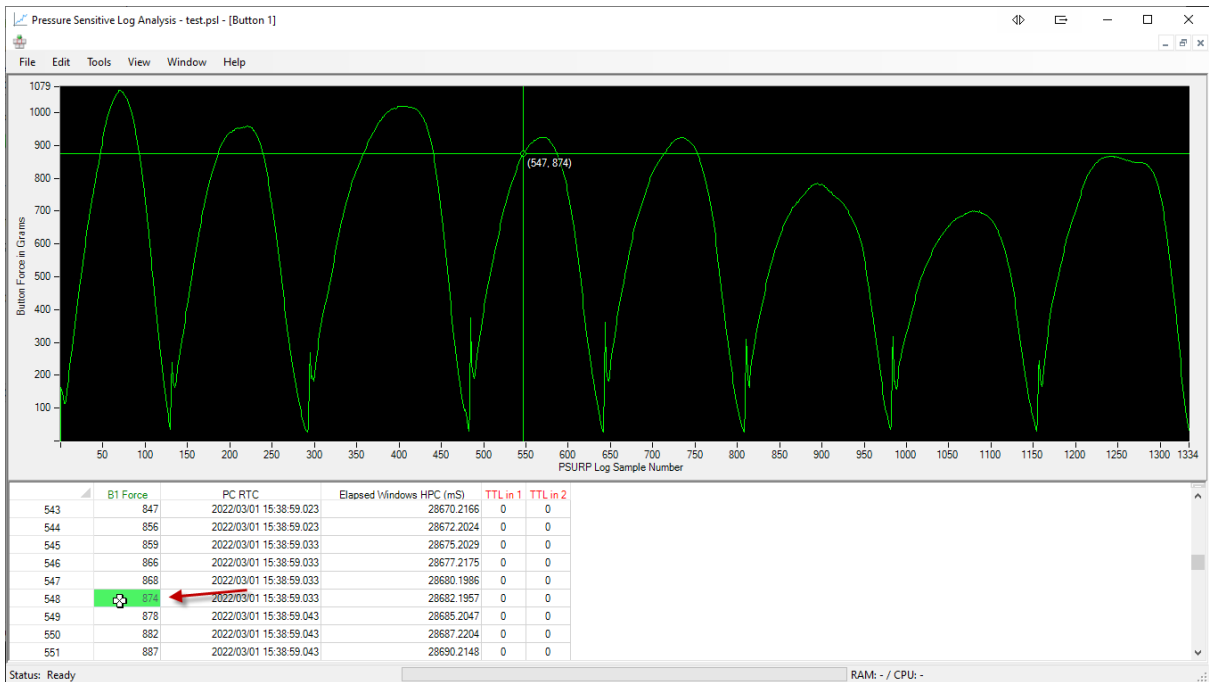 Pressure Sensitive Log Analysis - test.psl - [Button 1]
File Edit Tools View Window Help
1079
1000
900
800
700
600
500
400
300
200
100
Button Force in Grams
(547, 874)
50 100 150 200 250 300 350 400 450 500 550 600 650 700 750 800 850 900 950 1000 1050 1100 1150 1200 1250 1300 1334
PSURP Log Sample Number
B1 Force PC RTC Elapsed Windows HPC (mS) TTL in 1 TTL in 2
543 847 2022/03/01 15:38:59.023 28670.2166 0 0
544 856 2022/03/01 15:38:59.023 28672.2024 0 0
545 859 2022/03/01 15:38:59.033 28675.2029 0 0
546 866 2022/03/01 15:38:59.033 28677.2175 0 0
547 868 2022/03/01 15:38:59.033 28680.1986 0 0
548 874 2022/03/01 15:38:59.033 28682.1957 0 0
549 878 2022/03/01 15:38:59.043 28685.2047 0 0
550 882 2022/03/01 15:38:59.043 28687.2204 0 0
551 887 2022/03/01 15:38:59.043 28690.2148 0 0
Status: Ready RAM: - / CPU: -